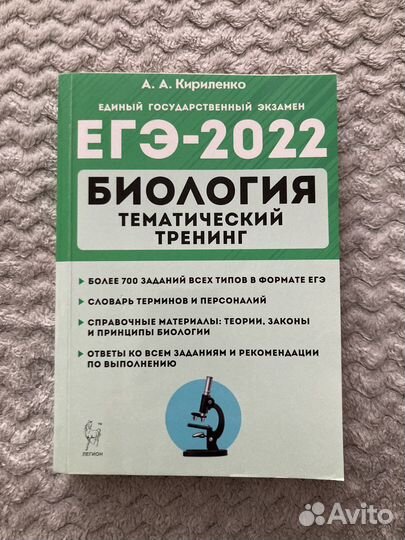 А. А. Кириленко
ЕДИНЫЙ ГОСУДАРСТВЕННЫЙ ЭКЗАМЕН
ЕГЭ-2022
БИОЛОГИЯ
ТЕМАТИЧЕСКИЙ
ТРЕНИНГ
БОЛЕЕ 700 ЗАДАНИЙ ВСЕХ ТИПОВ В ФОРМАТЕ ЕГЭ
СЛОВАРЬ ТЕРМИНОВ И ПЕРСОНАЛИЙ
СПРАВОЧНЫЕ МАТЕРИАЛЫ: ТЕОРИИ, ЗАКОНЫ
И ПРИНЦИПЫ БИОЛОГИИ
ОТВЕТЫ КО ВСЕМ ЗАДАНИЯМ И РЕКОМЕНДАЦИИ
ПО ВЫПОЛНЕНИЮ
ЛЕГИОН
Avito